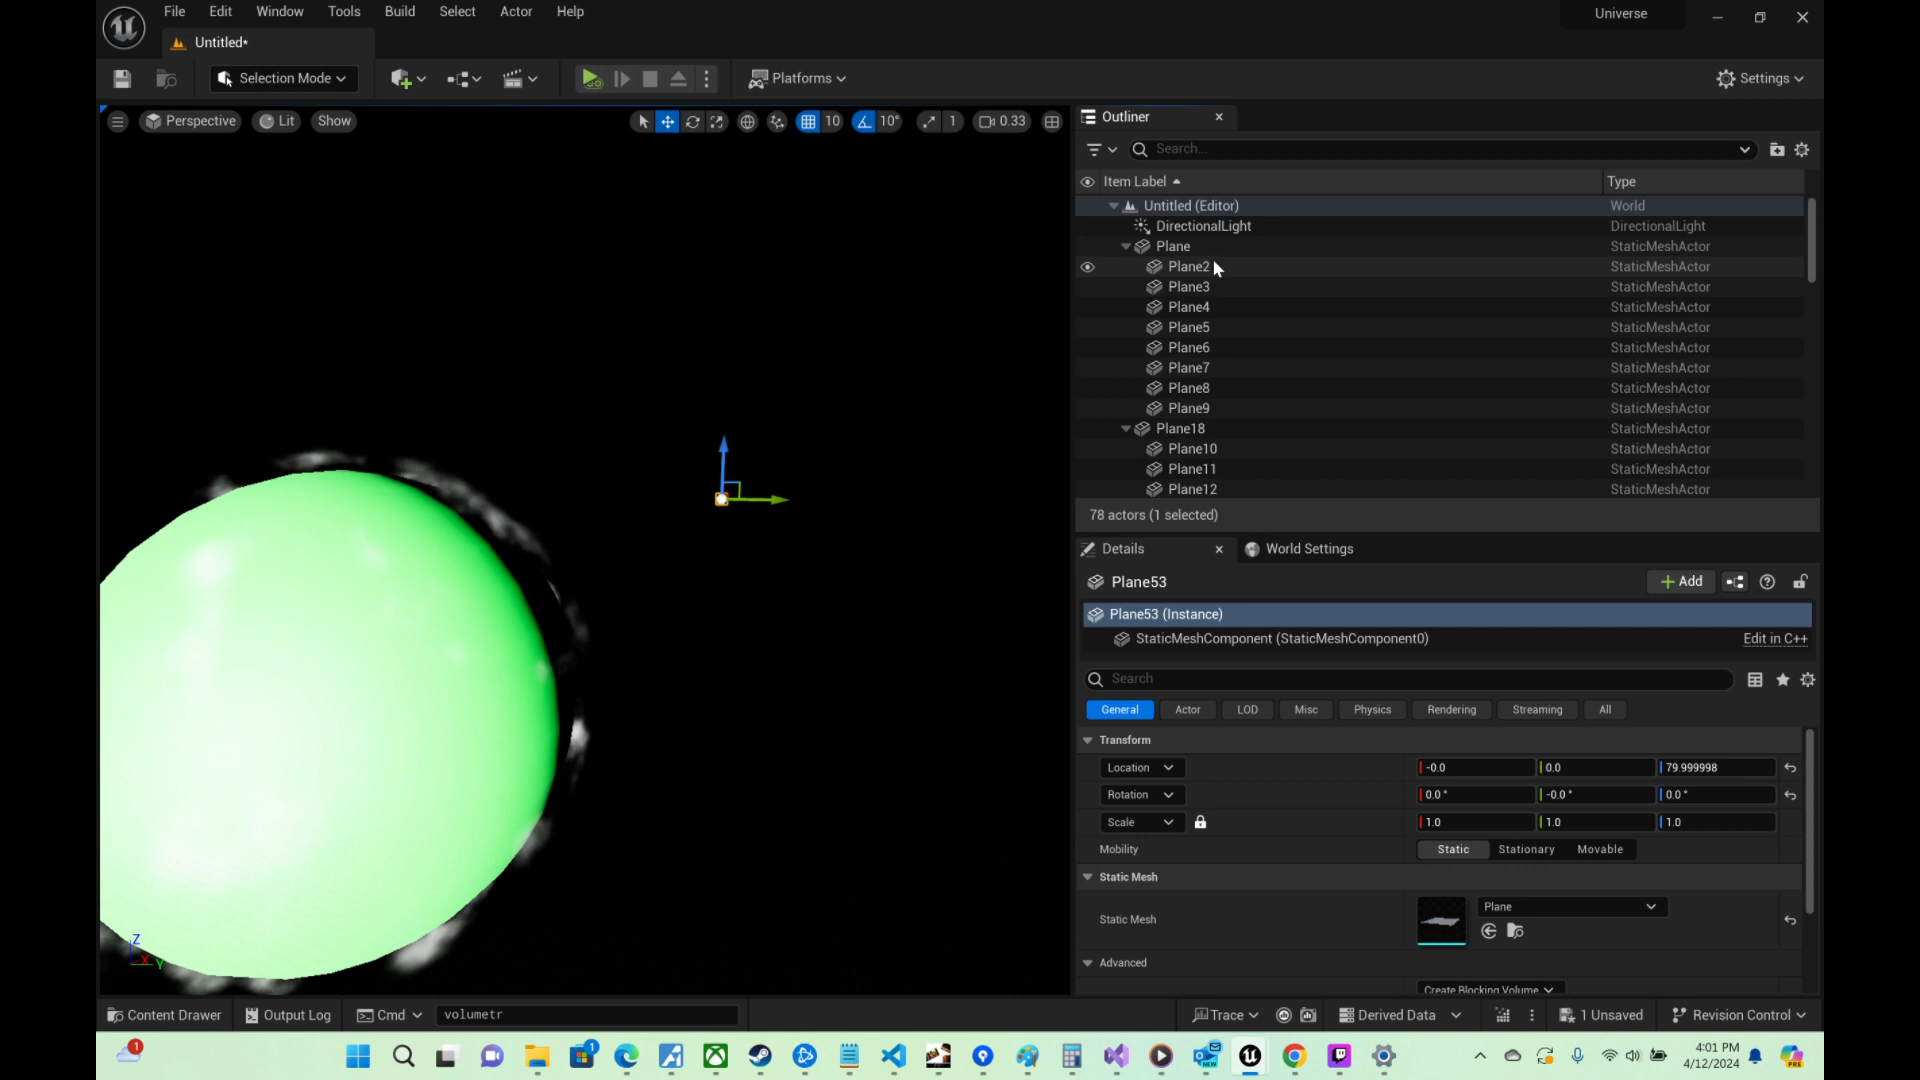 File Edit Window Tools Build Select Actor Help
Universe
Untitled*
Selection Mode
Platforms
Settings
Perspective Lit Show
10 10° 1 0.33
Outliner
Search...
Item Label Type
Untitled (Editor) World
DirectionalLight DirectionalLight
Plane StaticMeshActor
Plane2 StaticMeshActor
Plane3 StaticMeshActor
Plane4 StaticMeshActor
Plane5 StaticMeshActor
Plane6 StaticMeshActor
Plane7 StaticMeshActor
Plane8 StaticMeshActor
Plane9 StaticMeshActor
Plane18 StaticMeshActor
Plane10 StaticMeshActor
Plane11 StaticMeshActor
Plane12 StaticMeshActor
78 actors (1 selected)
Details World Settings
Plane53 Add
Plane53 (Instance)
StaticMeshComponent (StaticMeshComponent0) Edit in C++
Search
General Actor LOD Misc Physics Rendering Streaming All
Transform
Location -0.0 0.0 79.999998
Rotation 0.0° -0.0° 0.0°
Scale 1.0 1.0 1.0
Mobility Static Stationary Movable
Static Mesh
Static Mesh Plane
Advanced
Create Blocking Volume
Z
X Y
Content Drawer Output Log Cmd volumetr Trace Derived Data 1 Unsaved Revision Control
1 1 NEW PRE
4:01 PM
4/12/2024